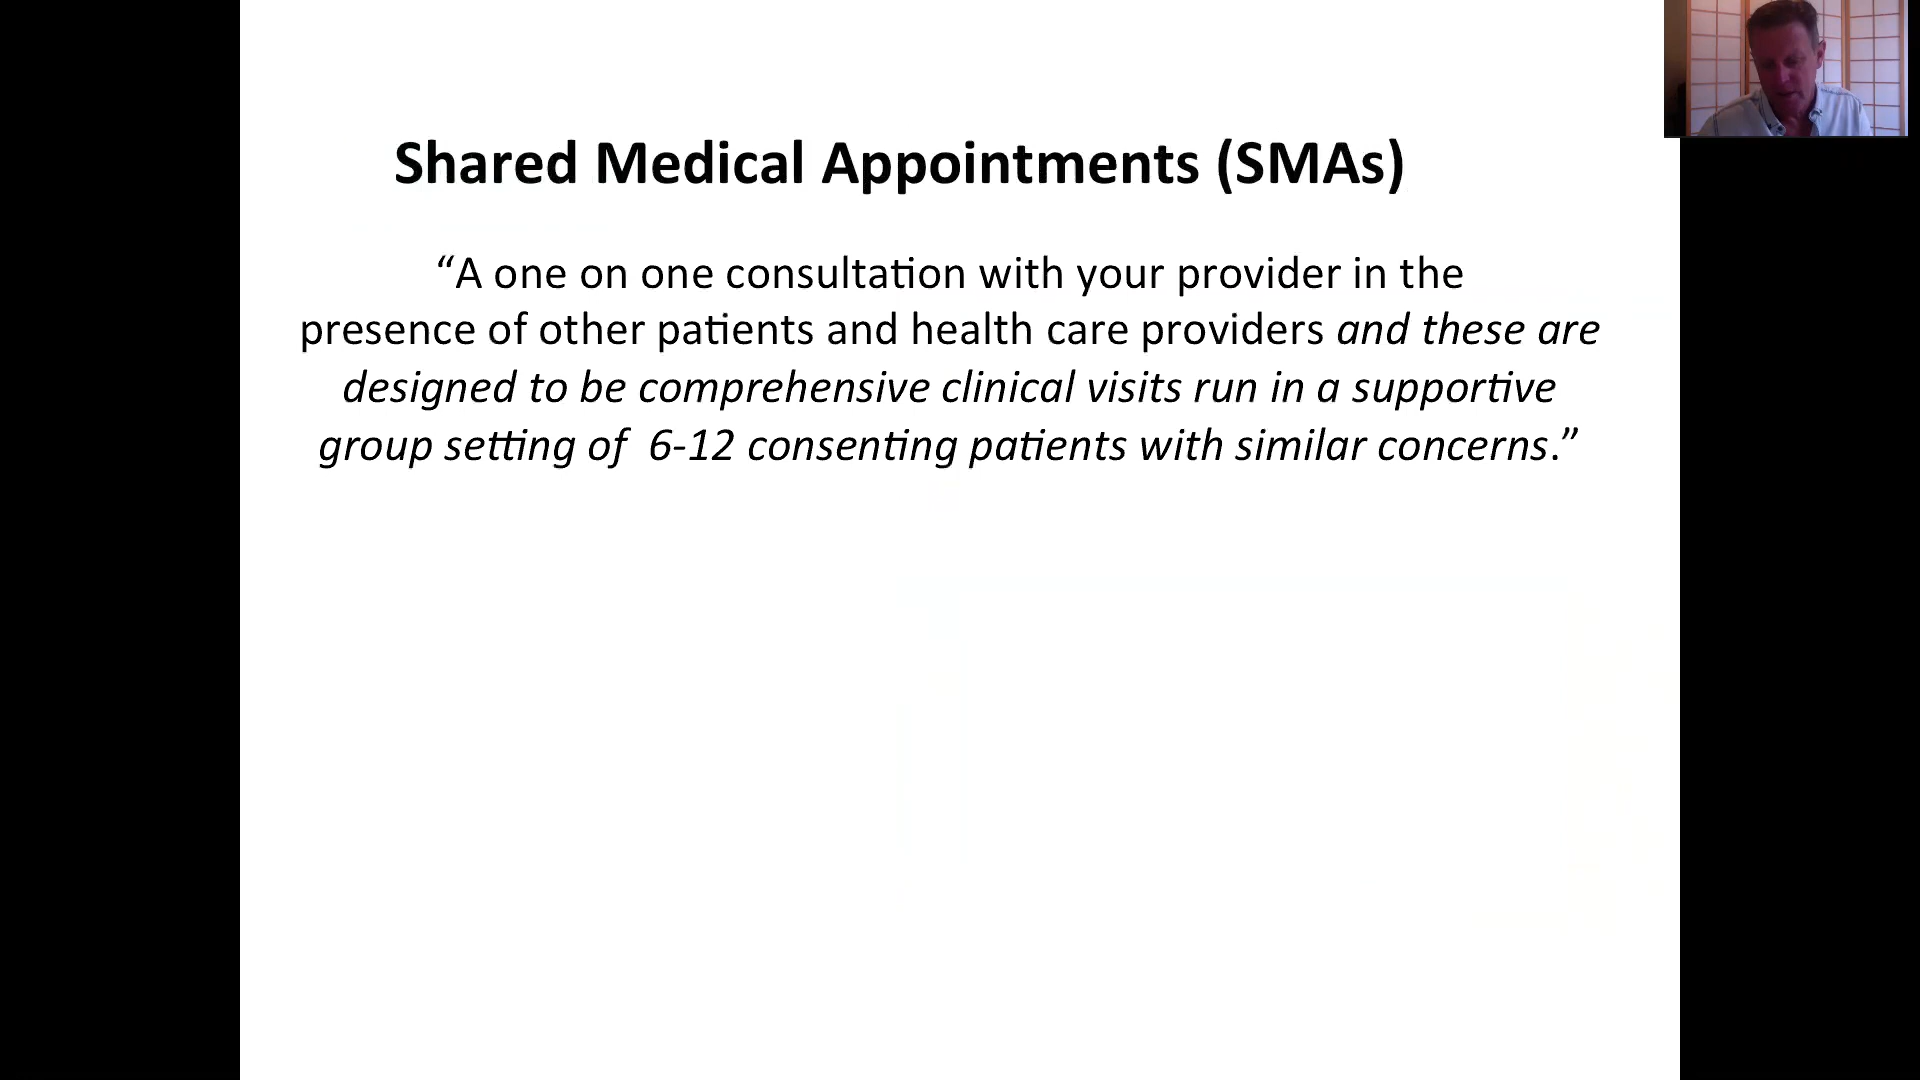 Shared Medical Appointments (SMAs)
“A one on one consultation with your provider in the
presence of other patients and health care providers and these are
designed to be comprehensive clinical visits run in a supportive
group setting of 6-12 consenting patients with similar concerns.”